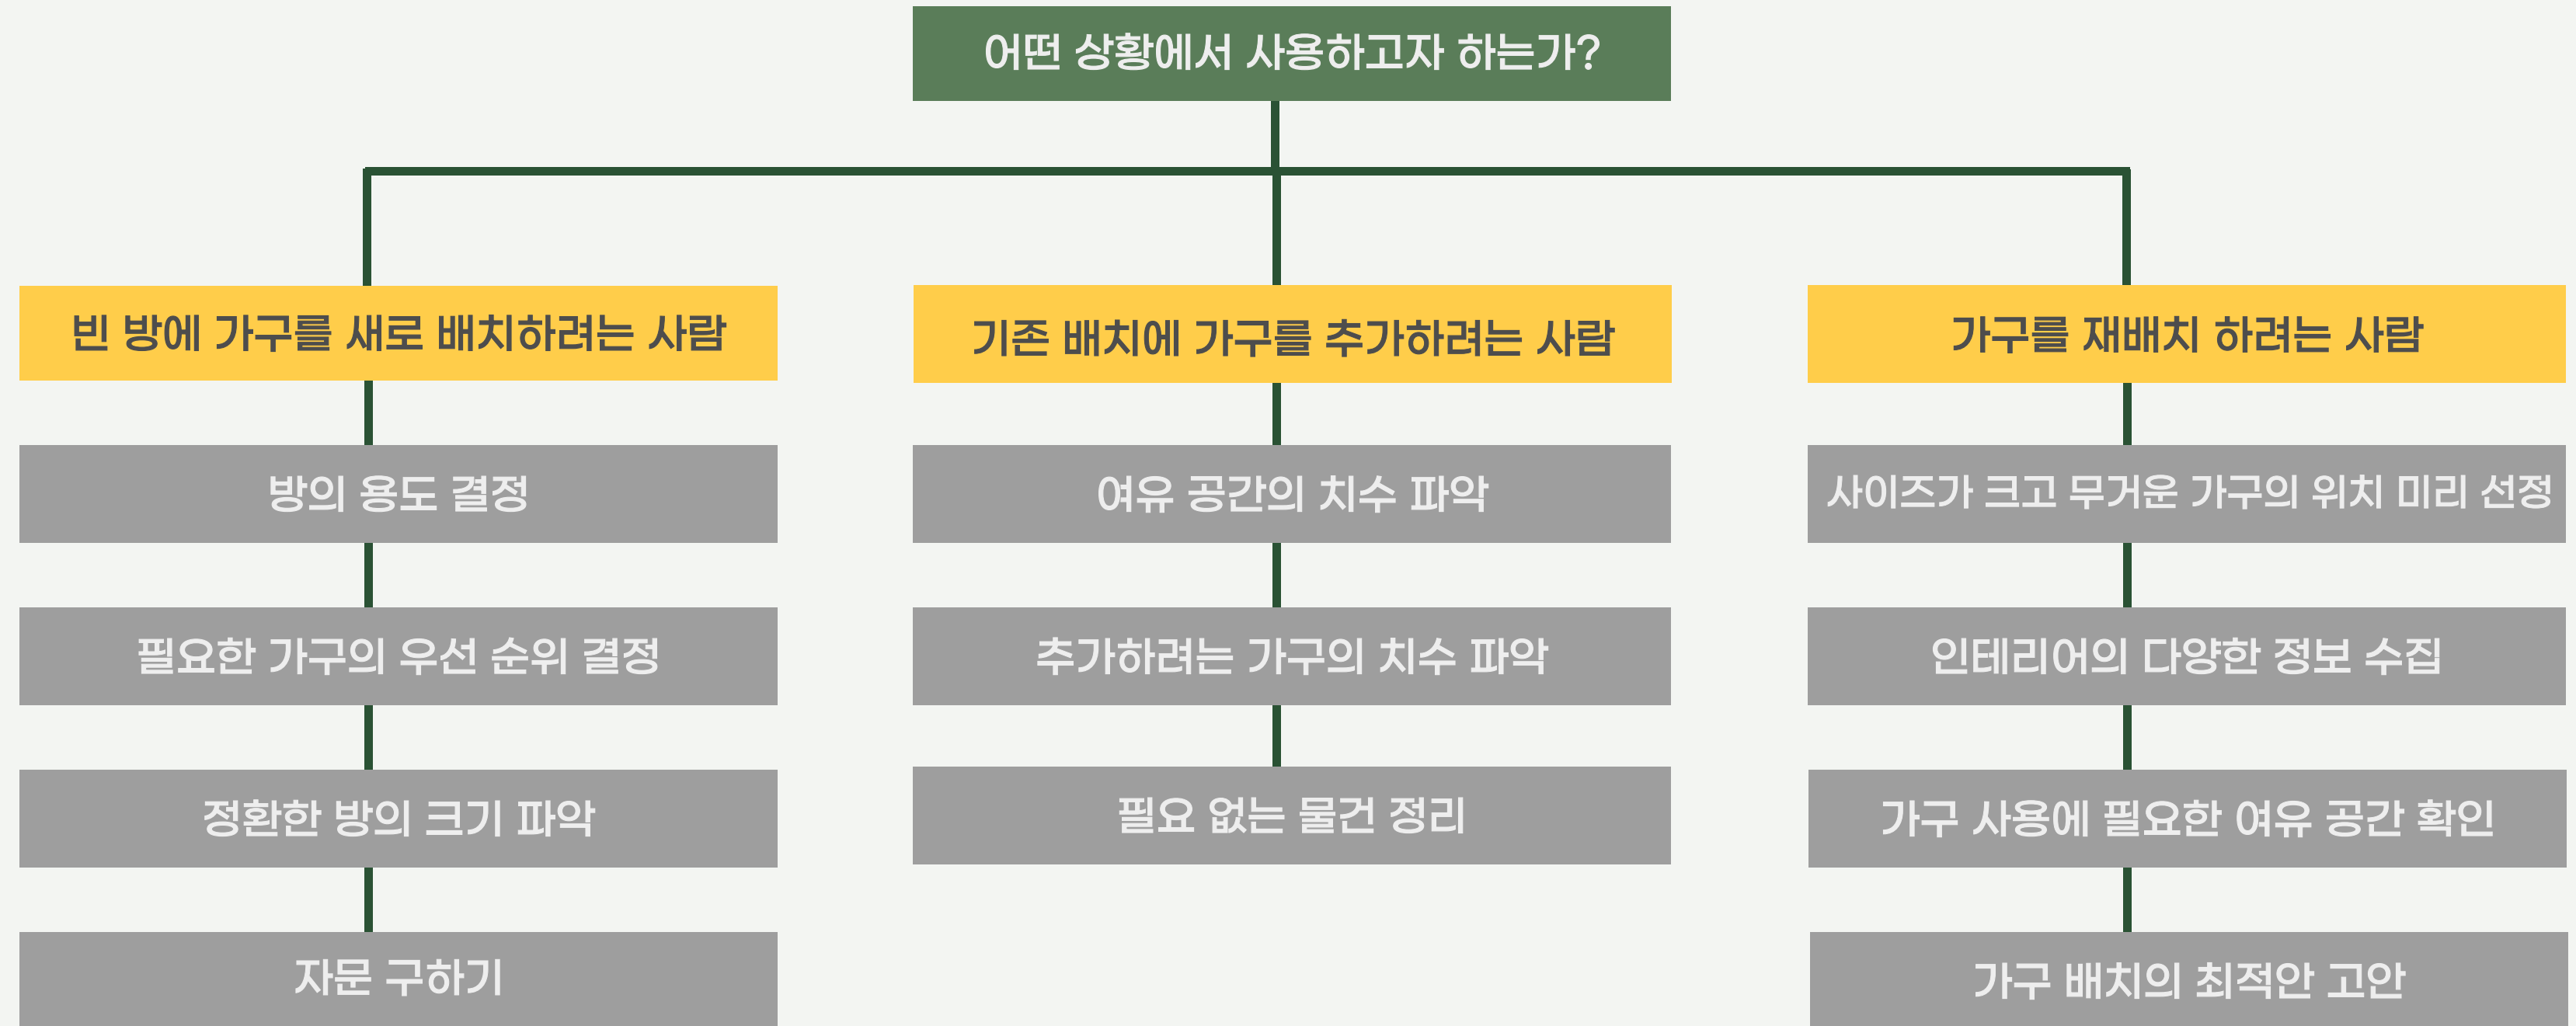 어떤 상황에서 사용하고자 하는가?
빈 방에 가구를 새로 배치하려는 사람
방의 용도 결정
필요한 가구의 우선 순위 결정
정환한 방의 크기 파악
자문 구하기
기존 배치에 가구를 추가하려는 사람
여유 공간의 치수 파악
추가하려는 가구의 치수 파악
필요 없는 물건 정리
가구를 재배치 하려는 사람
사이즈가 크고 무거운 가구의 위치 미리 선정
인테리어의 다양한 정보 수집
가구 사용에 필요한 여유 공간 확인
가구 배치의 최적안 고안